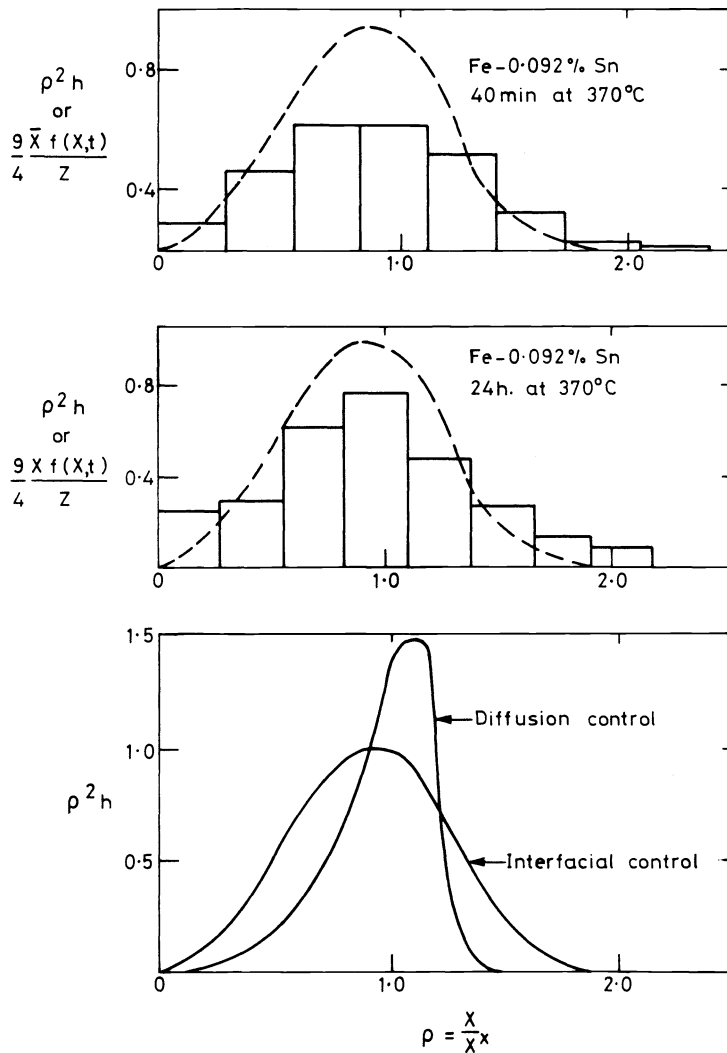 ρ²h
or
9/4 X̄ f(X,t)/Z
0·8
0·4
Fe-0·092% Sn
40min at 370°C
0 1·0 2·0
ρ²h
or
9/4 X f(X,t)/Z
0·8
0·4
Fe-0·092% Sn
24h. at 370°C
0 1·0 2·0
ρ²h
1·5
1·0
0·5
Diffusion control
Interfacial control
0 1·0 2·0
ρ = X/X x